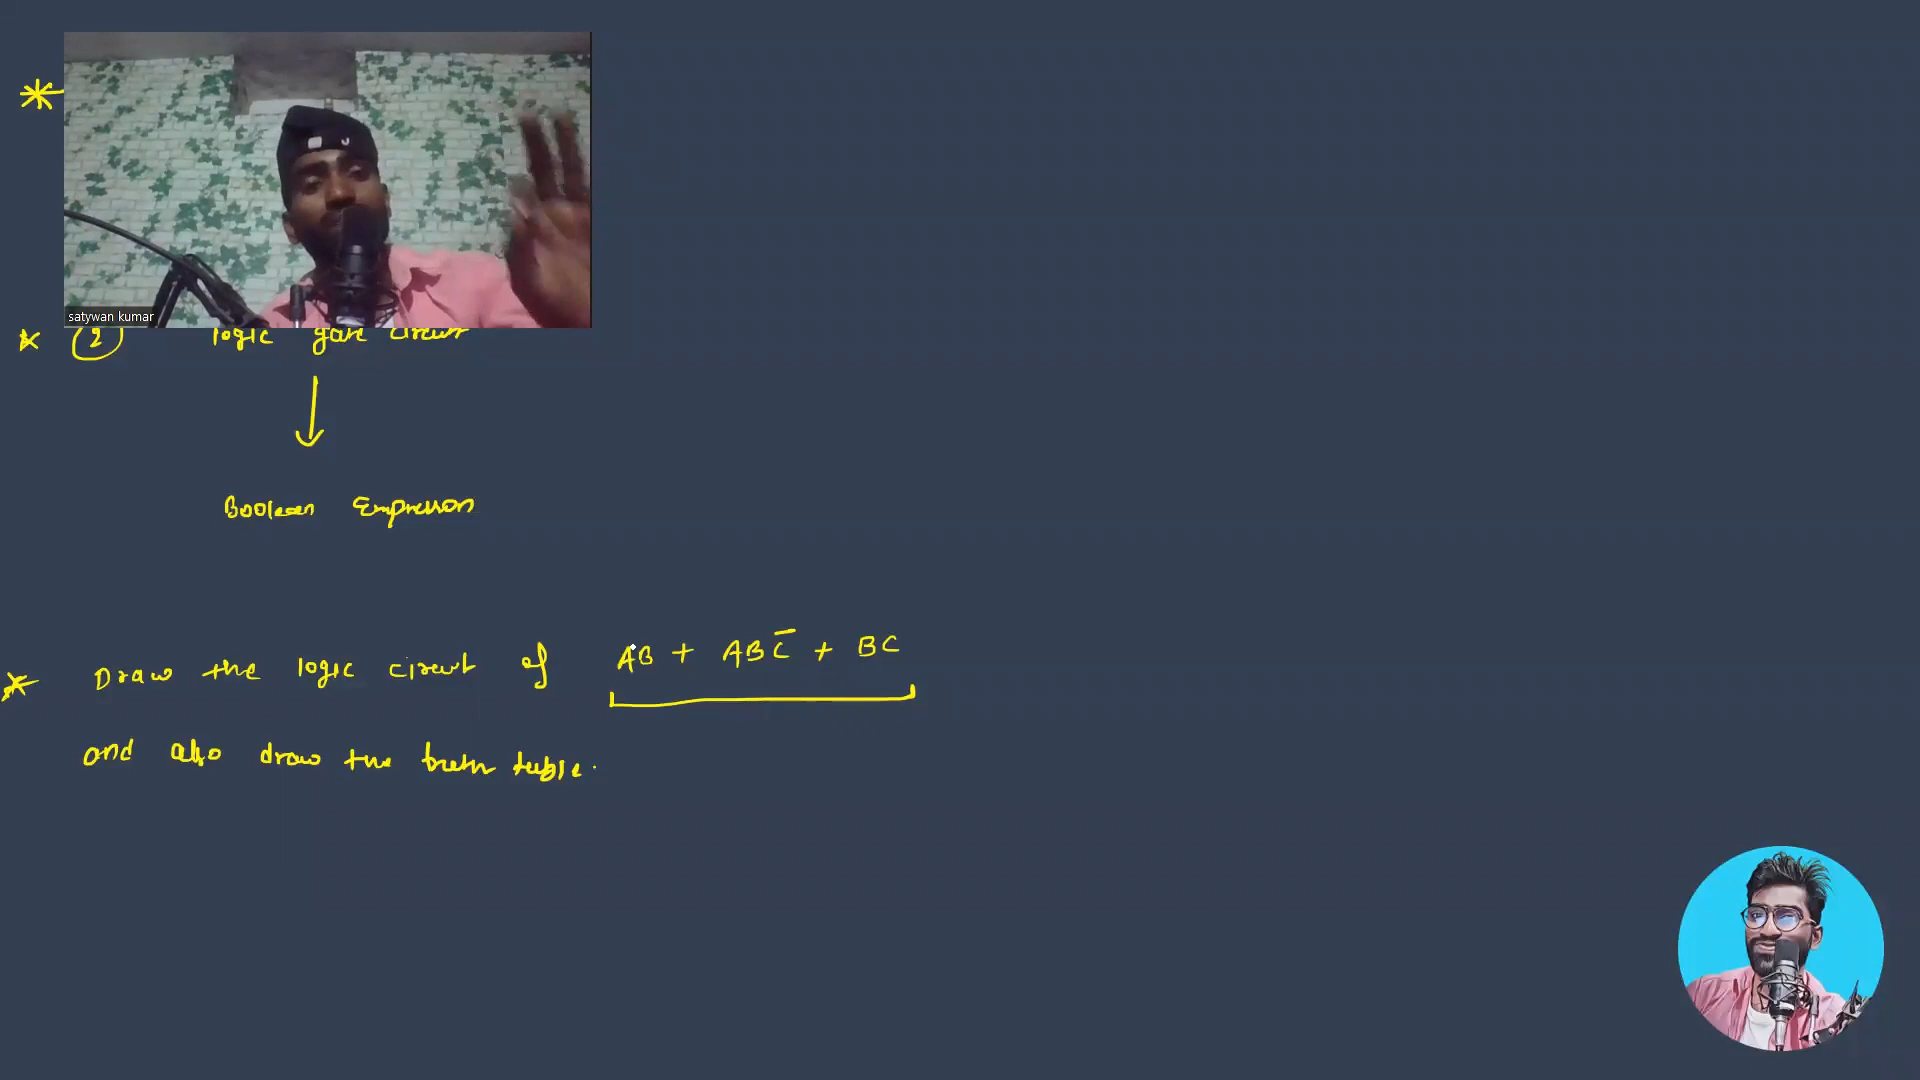 satywan kumar
* (2) logic gate circuit
Boolean Expression
* Draw the logic circuit of AB + ABC̅ + BC
and also draw the truth table.